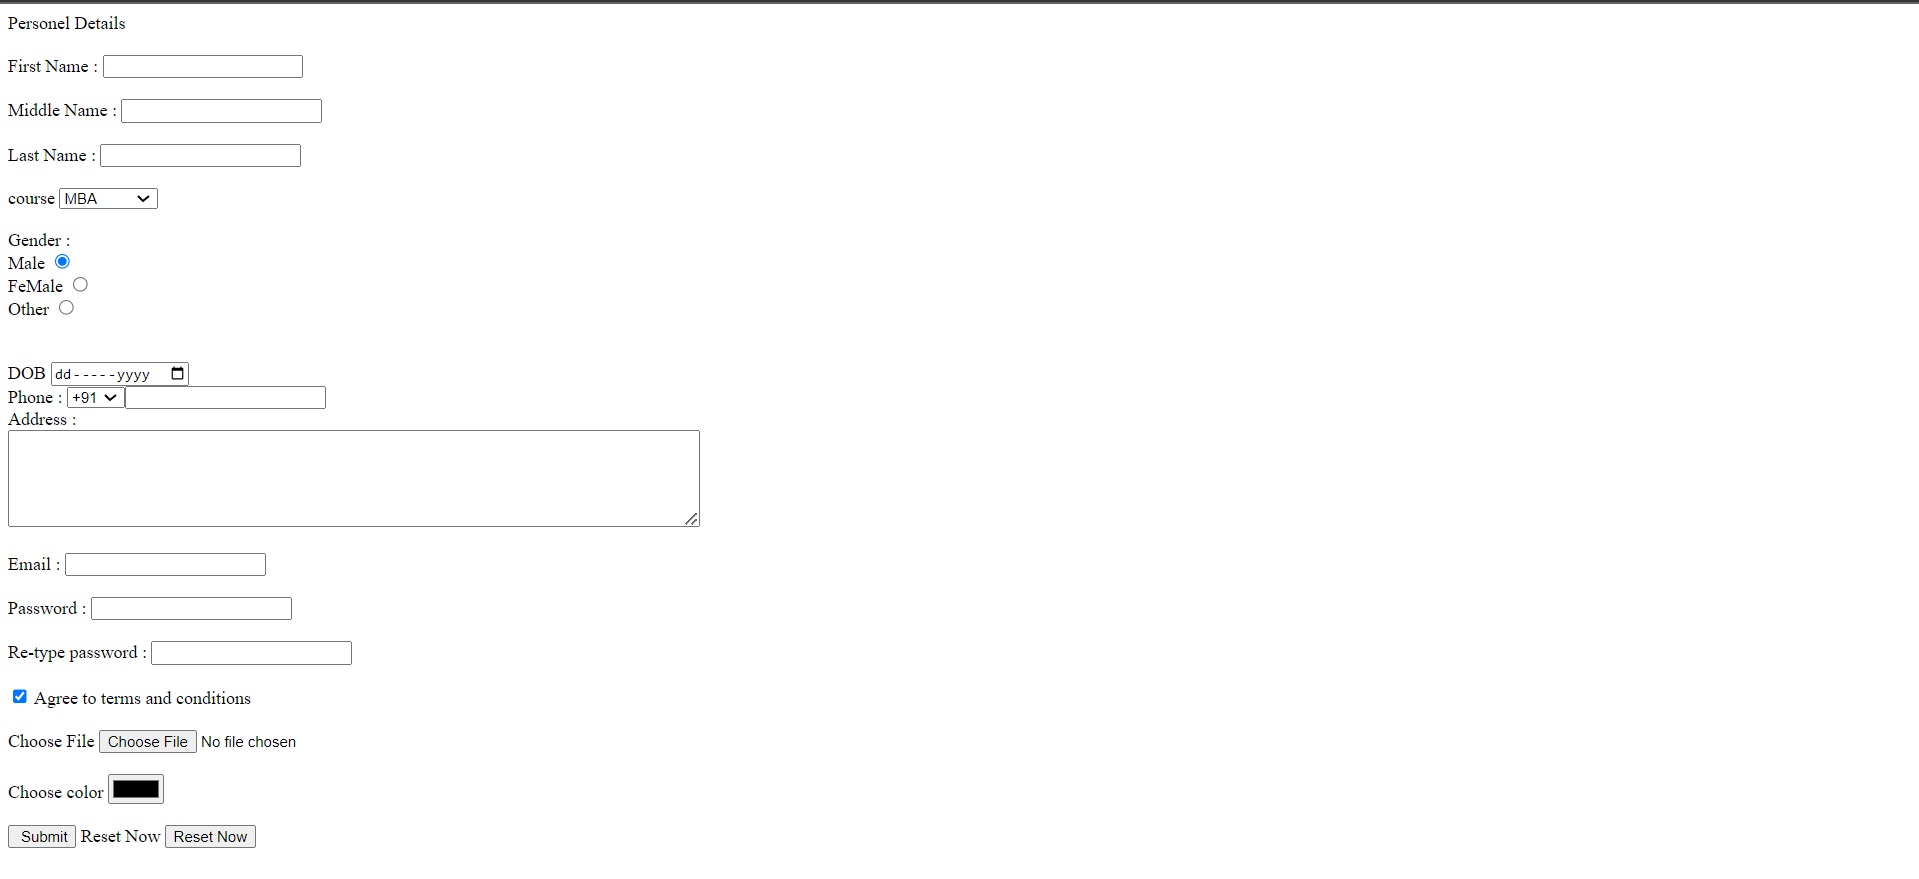 Personel Details
First Name :
Middle Name :
Last Name :
course MBA
Gender :
Male
FeMale
Other
DOB dd-----yyyy
Phone : +91
Address :
Email :
Password :
Re-type password :
Agree to terms and conditions
Choose File Choose File No file chosen
Choose color
Submit Reset Now Reset Now